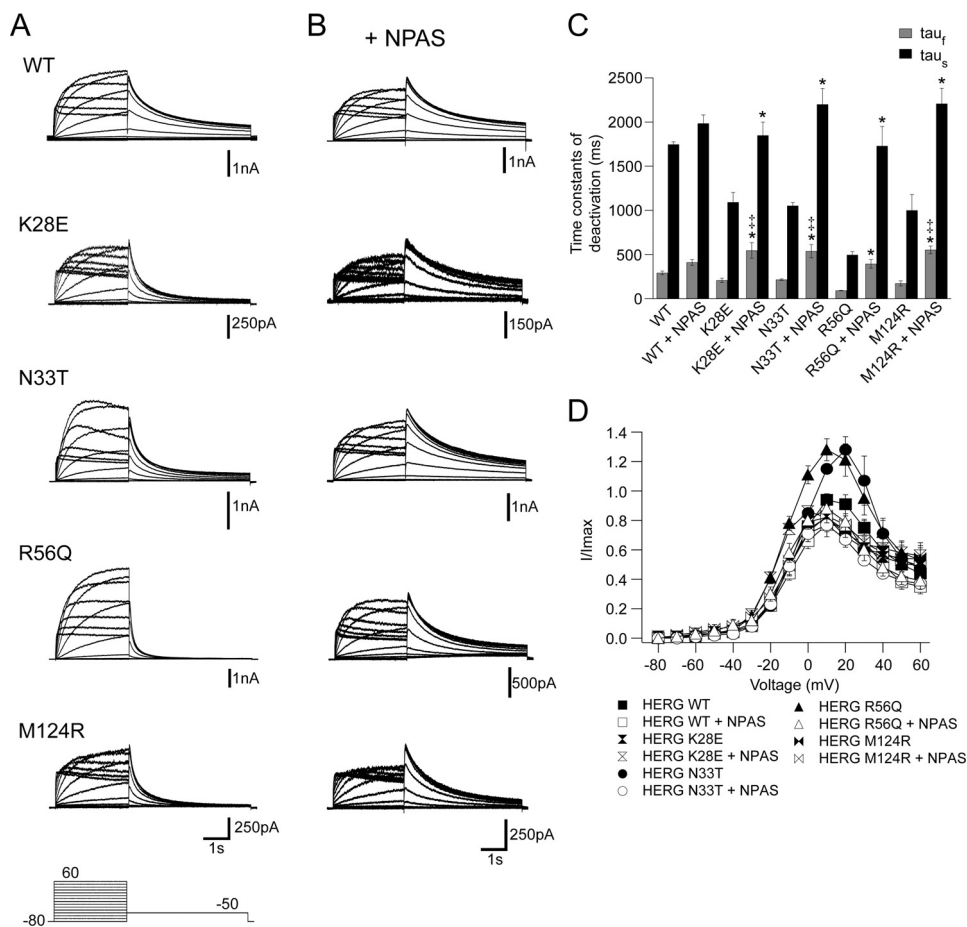 A
WT
1nA
K28E
250pA
N33T
1nA
R56Q
1nA
M124R
250pA
1s
60
-50
-80
B
+ NPAS
1nA
150pA
1nA
500pA
250pA
1s
C
tauf
taus
Time constants of
deactivation (ms)
2500
2000
1500
1000
500
0
* * * *
‡‡* ‡‡* * ‡‡*
WT
WT + NPAS
K28E
K28E + NPAS
N33T
N33T + NPAS
R56Q
R56Q + NPAS
M124R
M124R + NPAS
D
I/Imax
1.4
1.2
1.0
0.8
0.6
0.4
0.2
0.0
-80 -60 -40 -20 0 20 40 60
Voltage (mV)
HERG WT
HERG WT + NPAS
HERG K28E
HERG K28E + NPAS
HERG N33T
HERG N33T + NPAS
HERG R56Q
HERG R56Q + NPAS
HERG M124R
HERG M124R + NPAS